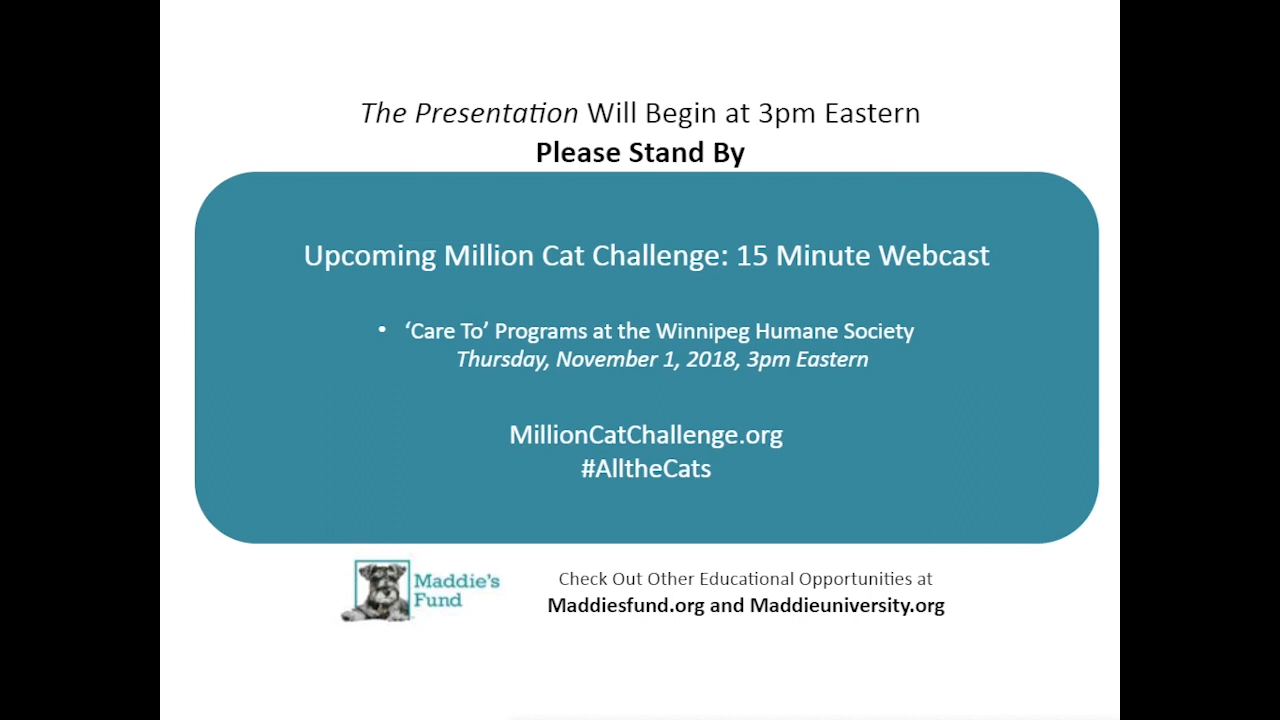 The Presentation Will Begin at 3pm Eastern
Please Stand By
Upcoming Million Cat Challenge: 15 Minute Webcast
• ‘Care To’ Programs at the Winnipeg Humane Society
Thursday, November 1, 2018, 3pm Eastern
MillionCatChallenge.org
#AlltheCats
Maddie's
Fund
Check Out Other Educational Opportunities at
Maddiesfund.org and Maddieuniversity.org